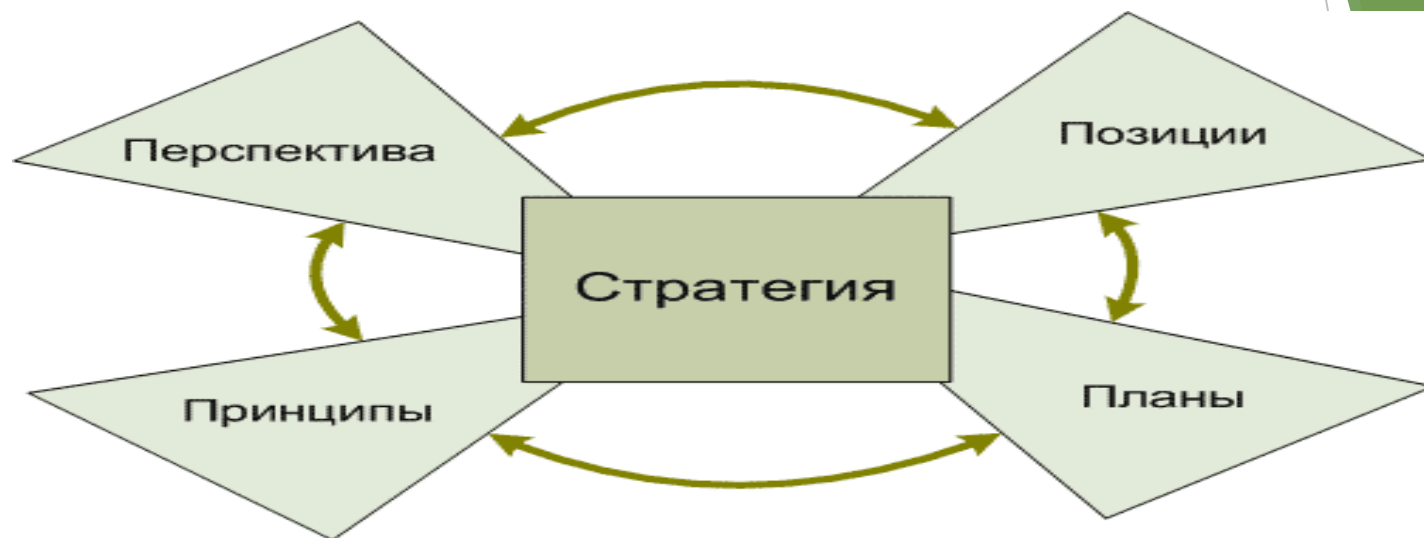 Перспектива
Позиции
Стратегия
Принципы
Планы